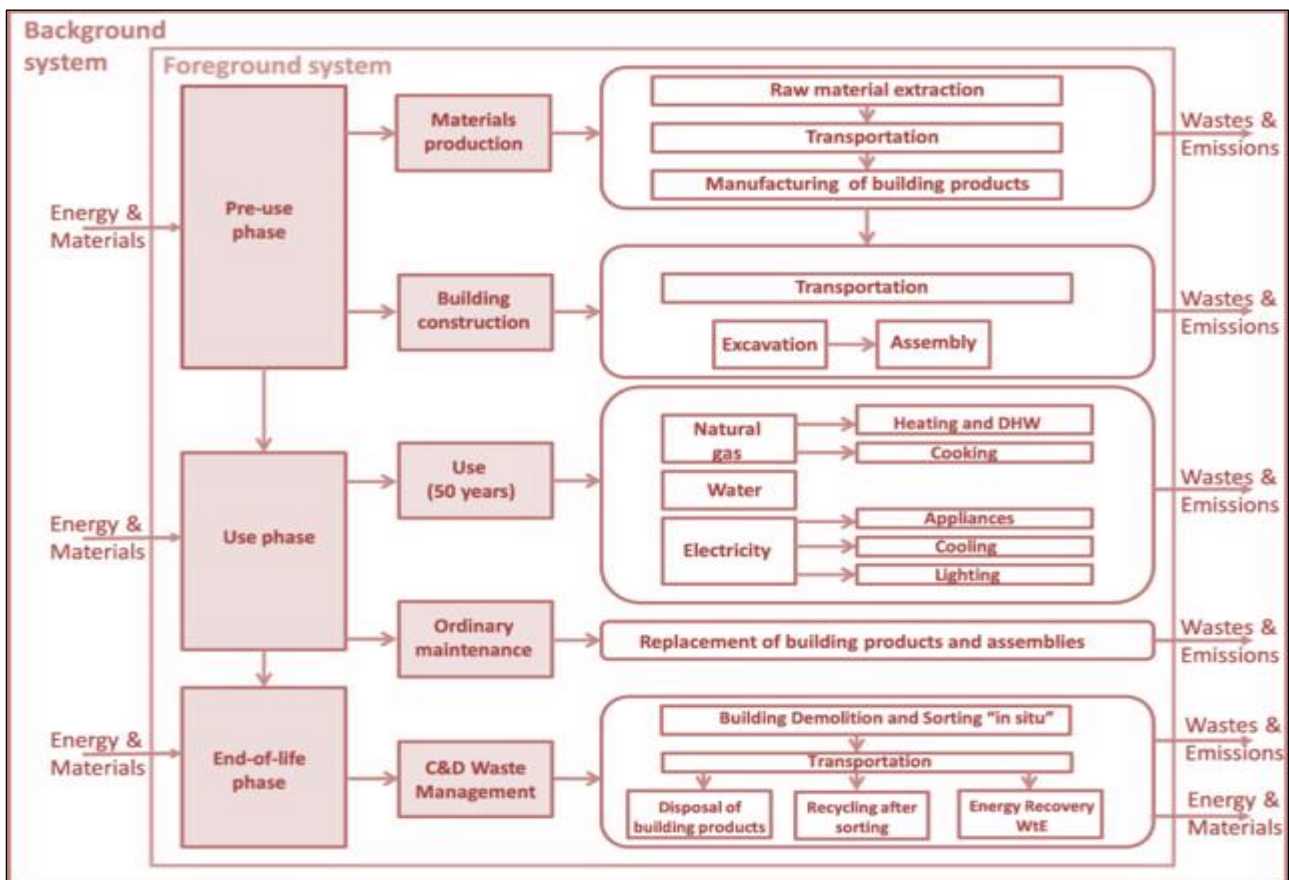 Background
system
Foreground system
Energy &
Materials
Pre-use
phase
Materials
production
Raw material extraction
Transportation
Manufacturing of building products
Wastes &
Emissions
Building
construction
Transportation
Excavation
Assembly
Wastes &
Emissions
Energy &
Materials
Use phase
Use
(50 years)
Natural
gas
Heating and DHW
Cooking
Water
Electricity
Appliances
Cooling
Lighting
Wastes &
Emissions
Ordinary
maintenance
Replacement of building products and assemblies
Wastes &
Emissions
Energy &
Materials
End-of-life
phase
C&D Waste
Management
Building Demolition and Sorting “in situ”
Transportation
Disposal of
building products
Recycling after
sorting
Energy Recovery
WtE
Wastes &
Emissions
Energy &
Materials